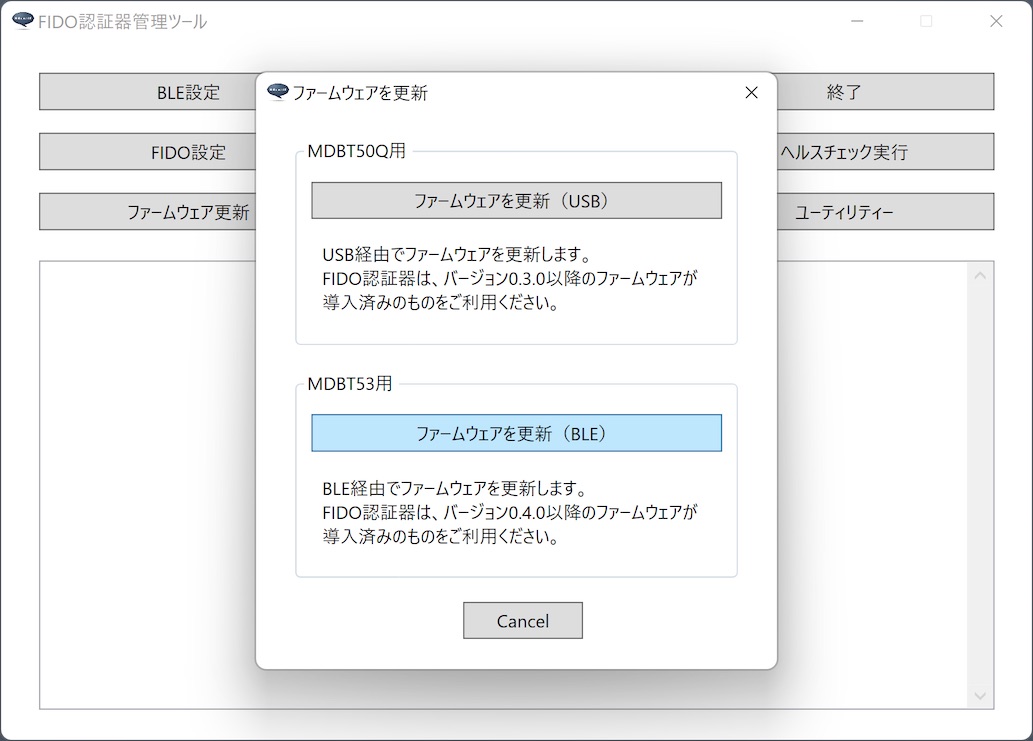 FIDO認証器管理ツール
BLE設定
終了
FIDO設定
ヘルスチェック実行
ファームウェア更新
ユーティリティー
ファームウェアを更新
MDBT50Q用
ファームウェアを更新（USB）
USB経由でファームウェアを更新します。
FIDO認証器は、バージョン0.3.0以降のファームウェアが
導入済みのものをご利用ください。
MDBT53用
ファームウェアを更新（BLE）
BLE経由でファームウェアを更新します。
FIDO認証器は、バージョン0.4.0以降のファームウェアが
導入済みのものをご利用ください。
Cancel